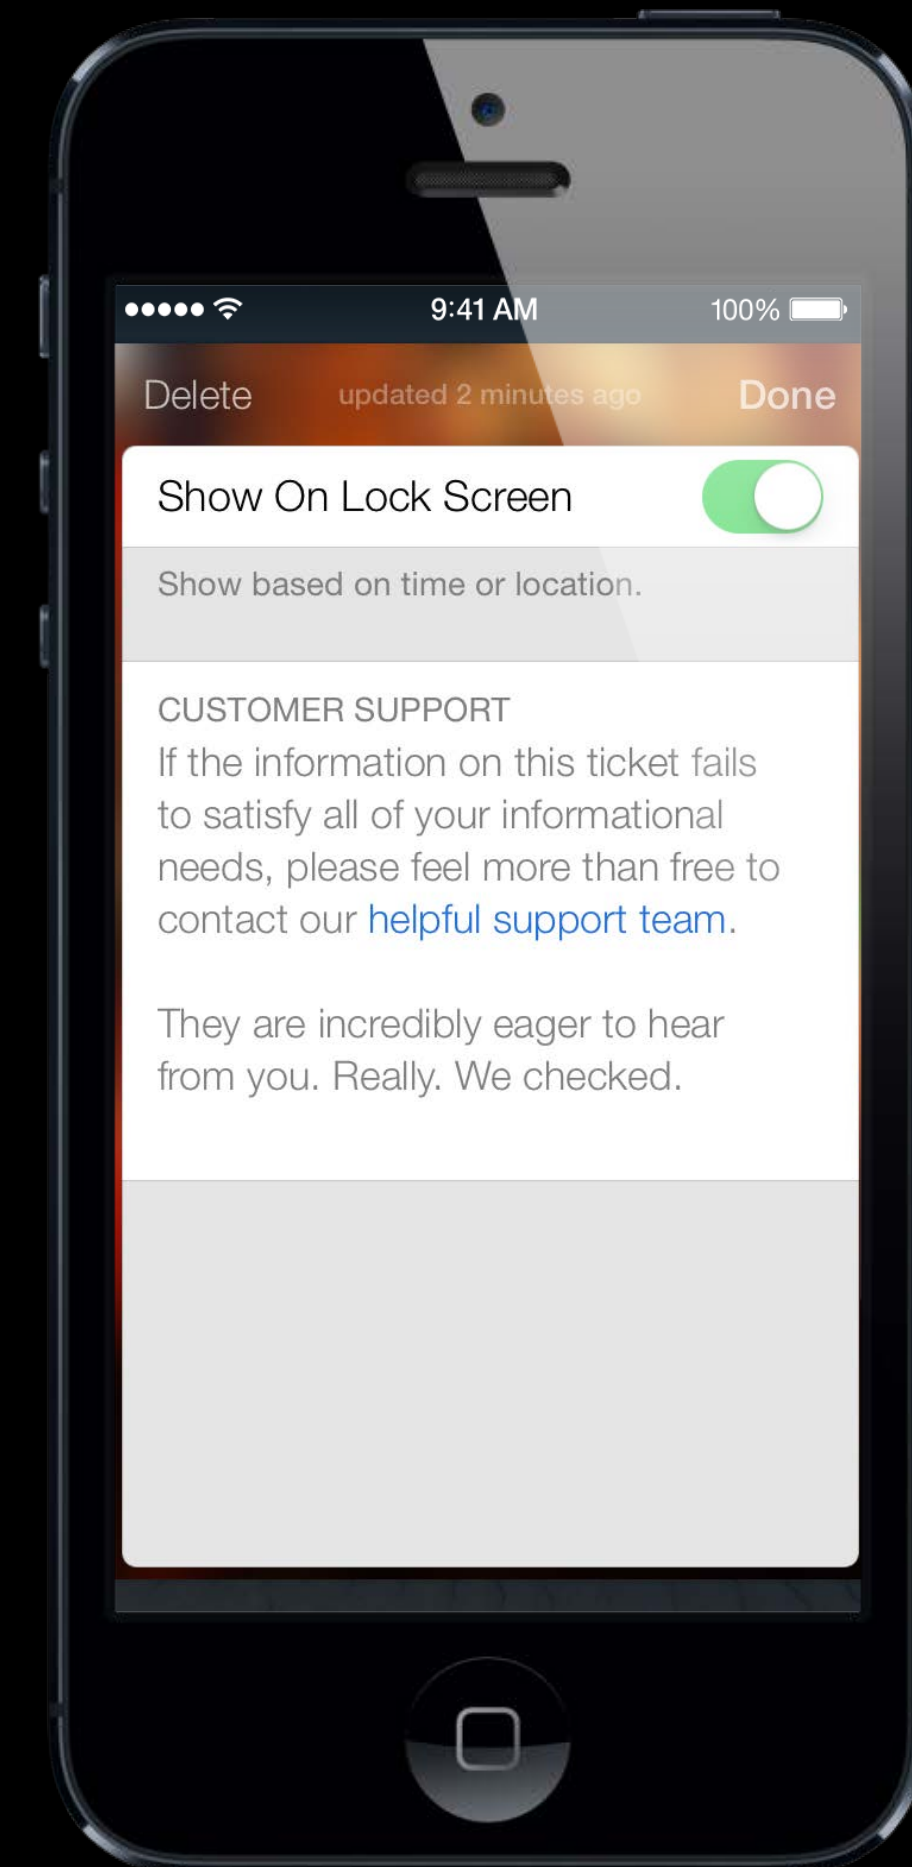 9:41 AM 100%
Delete updated 2 minutes ago Done
Show On Lock Screen
Show based on time or location.
CUSTOMER SUPPORT
If the information on this ticket fails
to satisfy all of your informational
needs, please feel more than free to
contact our helpful support team.
They are incredibly eager to hear
from you. Really. We checked.